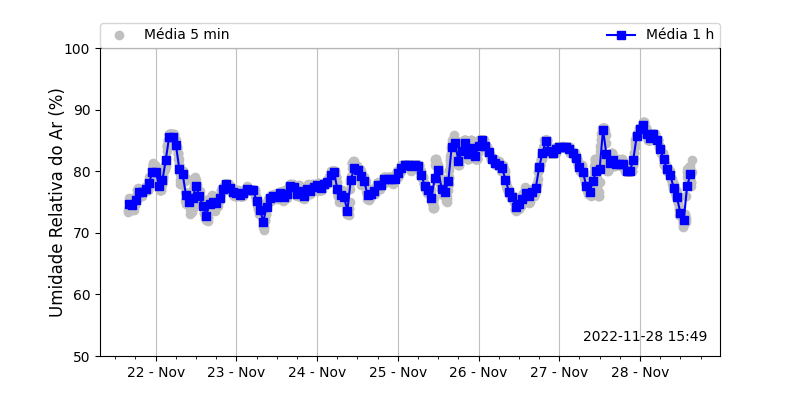 Média 5 min
Média 1 h
Umidade Relativa do Ar (%)
100
90
80
70
60
50
2022-11-28 15:49
22 - Nov
23 - Nov
24 - Nov
25 - Nov
26 - Nov
27 - Nov
28 - Nov